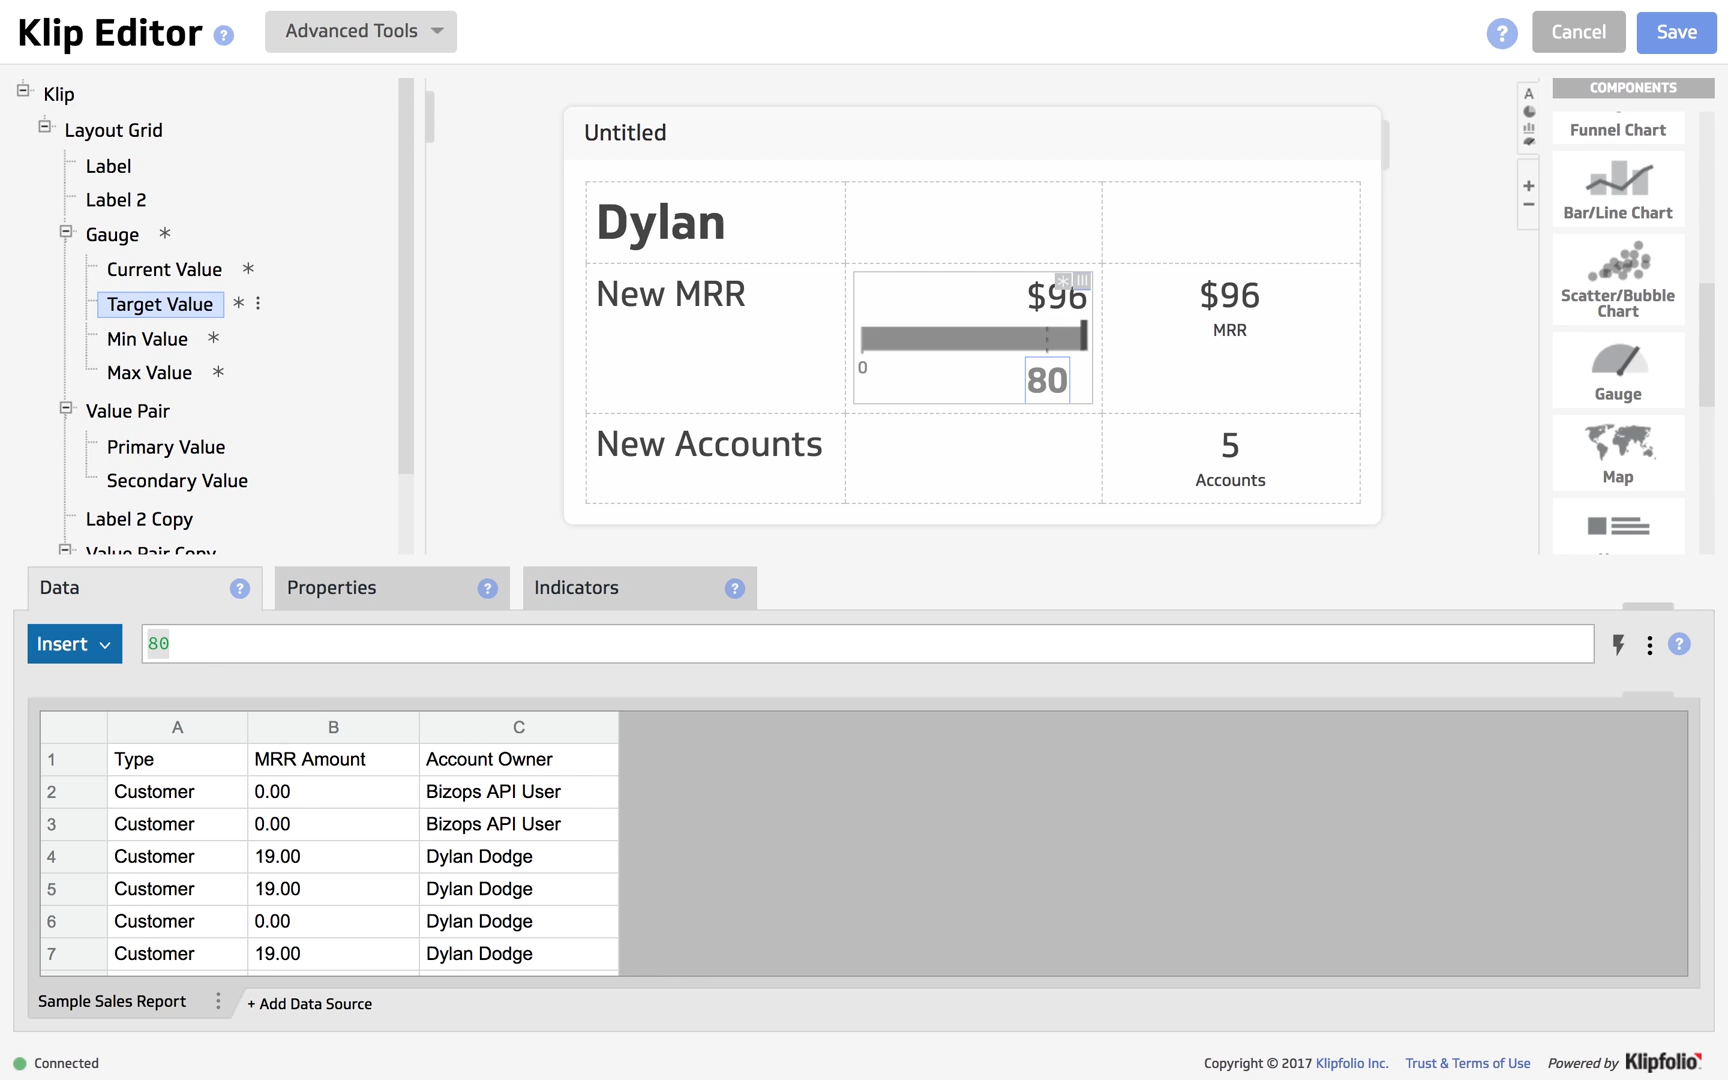 Klip Editor ?
Advanced Tools
?
Cancel
Save
Klip
Layout Grid
Label
Label 2
Gauge *
Current Value *
Target Value *
Min Value *
Max Value *
Value Pair
Primary Value
Secondary Value
Label 2 Copy
Value Pair Copy
Untitled
Dylan
New MRR
$96
0
80
$96
MRR
New Accounts
5
Accounts
A
+
−
COMPONENTS
Funnel Chart
Bar/Line Chart
Scatter/Bubble
Chart
Gauge
Map
Data ?
Properties ?
Indicators ?
Insert
80
?
A B C
1 Type MRR Amount Account Owner
2 Customer 0.00 Bizops API User
3 Customer 0.00 Bizops API User
4 Customer 19.00 Dylan Dodge
5 Customer 19.00 Dylan Dodge
6 Customer 0.00 Dylan Dodge
7 Customer 19.00 Dylan Dodge
Sample Sales Report
+ Add Data Source
Connected
Copyright © 2017 Klipfolio Inc. Trust & Terms of Use Powered by Klipfolio